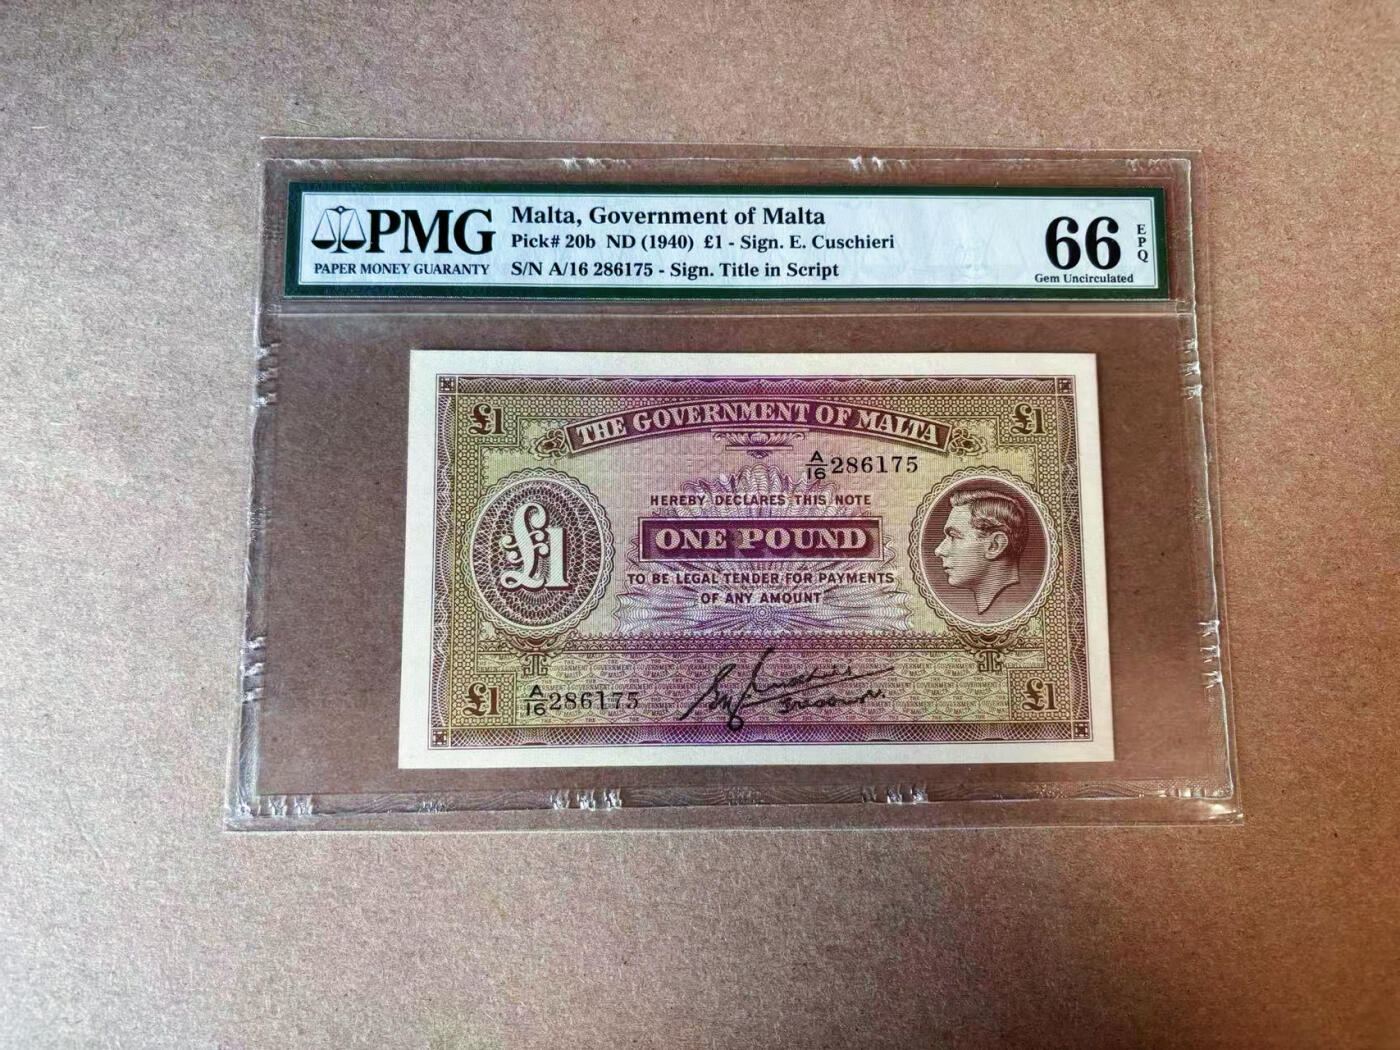 PMG
PAPER MONEY GUARANTY
Malta, Government of Malta
Pick# 20b ND (1940) £1 - Sign. E. Cuschieri
S/N A/16 286175 - Sign. Title in Script
66
EPQ
Gem Uncirculated
£1
THE GOVERNMENT OF MALTA
£1
A/16 286175
HEREBY DECLARES THIS NOTE
£1
ONE POUND
TO BE LEGAL TENDER FOR PAYMENTS
OF ANY AMOUNT
£1
A/16 286175
£1